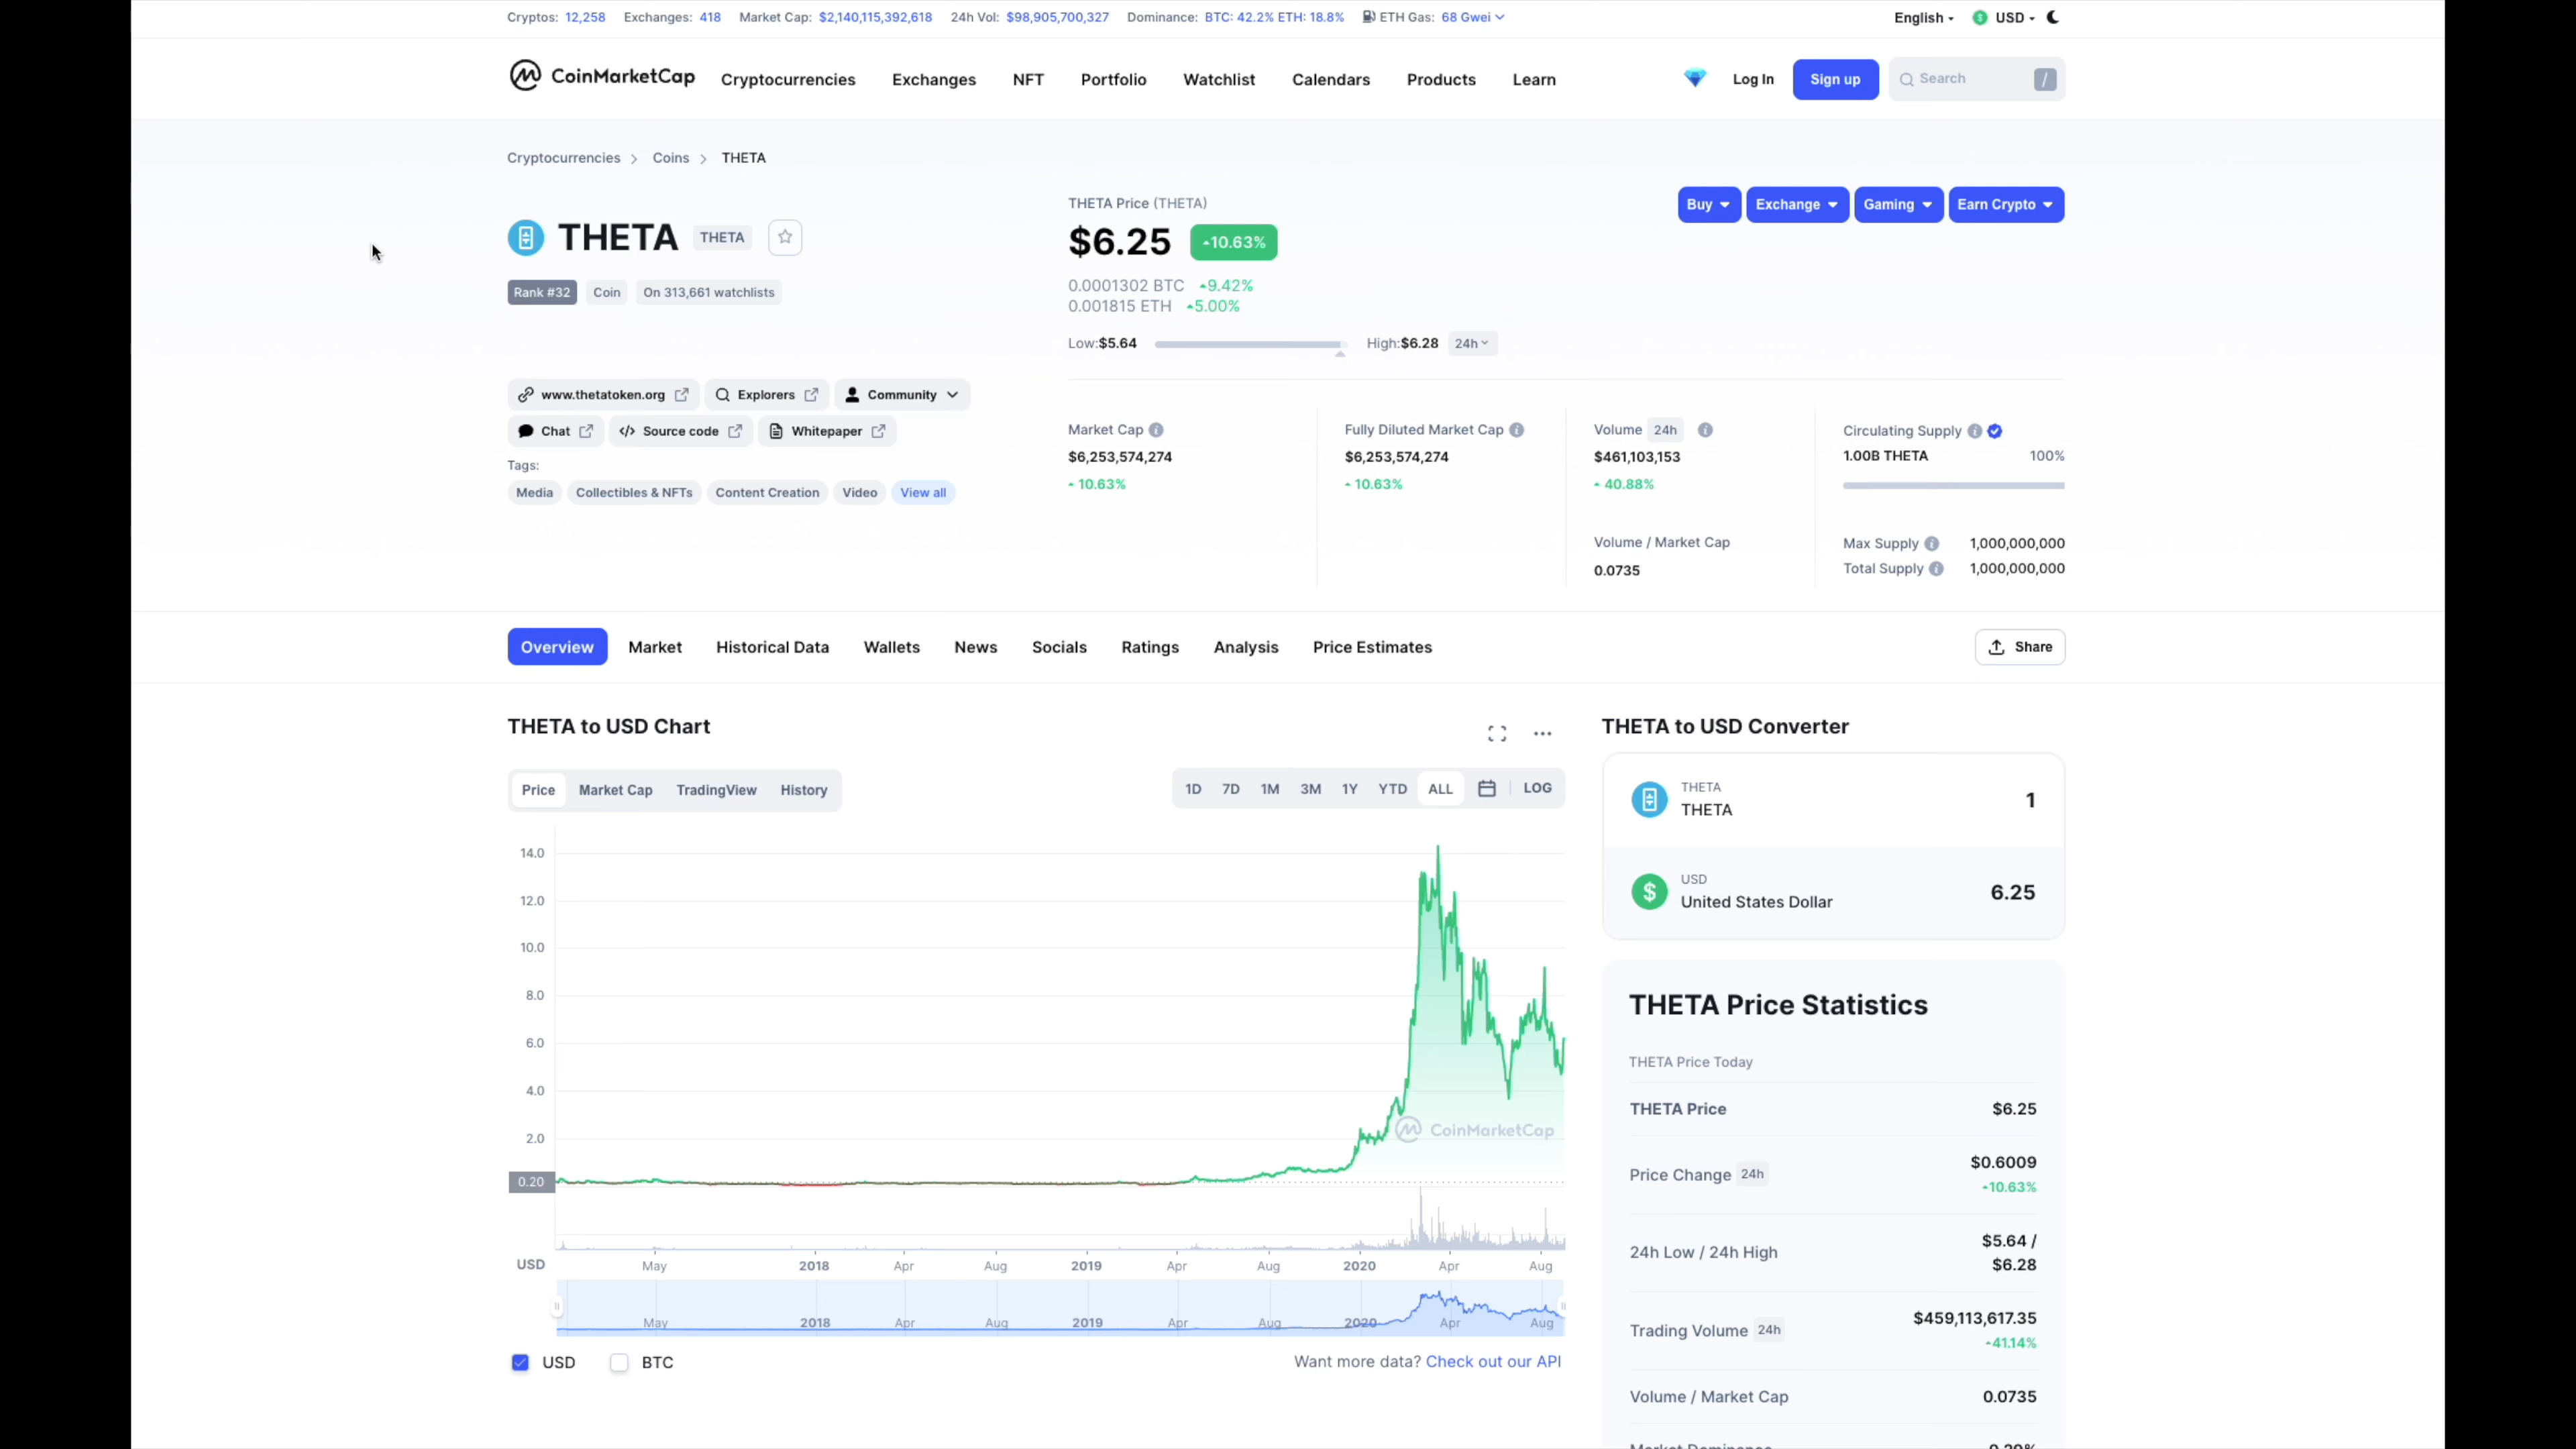 Cryptos: 12,258 Exchanges: 418 Market Cap: $2,140,115,392,618 24h Vol: $98,905,700,327 Dominance: BTC: 42.2% ETH: 18.8% ETH Gas: 68 Gwei English USD
CoinMarketCap Cryptocurrencies Exchanges NFT Portfolio Watchlist Calendars Products Learn Log In Sign up Search /
Cryptocurrencies > Coins > THETA
THETA THETA
Rank #32 Coin On 313,661 watchlists
www.thetatoken.org Explorers Community
Chat Source code Whitepaper
Tags:
Media Collectibles & NFTs Content Creation Video View all
THETA Price (THETA)
$6.25 10.63%
0.0001302 BTC 9.42%
0.001815 ETH 5.00%
Low:$5.64 High:$6.28 24h
Buy Exchange Gaming Earn Crypto
Market Cap
$6,253,574,274
10.63%
Fully Diluted Market Cap
$6,253,574,274
10.63%
Volume 24h
$461,103,153
40.88%
Volume / Market Cap
0.0735
Circulating Supply
1.00B THETA 100%
Max Supply 1,000,000,000
Total Supply 1,000,000,000
Overview Market Historical Data Wallets News Socials Ratings Analysis Price Estimates Share
THETA to USD Chart
Price Market Cap TradingView History 1D 7D 1M 3M 1Y YTD ALL LOG
14.0
12.0
10.0
8.0
6.0
4.0
2.0
0.20
CoinMarketCap
USD May 2018 Apr Aug 2019 Apr Aug 2020 Apr Aug
May 2018 Apr Aug 2019 Apr Aug 2020 Apr Aug
USD BTC Want more data? Check out our API
THETA to USD Converter
THETA
THETA 1
USD
United States Dollar 6.25
THETA Price Statistics
THETA Price Today
THETA Price $6.25
Price Change 24h $0.6009
10.63%
24h Low / 24h High $5.64 /
$6.28
Trading Volume 24h $459,113,617.35
41.14%
Volume / Market Cap 0.0735